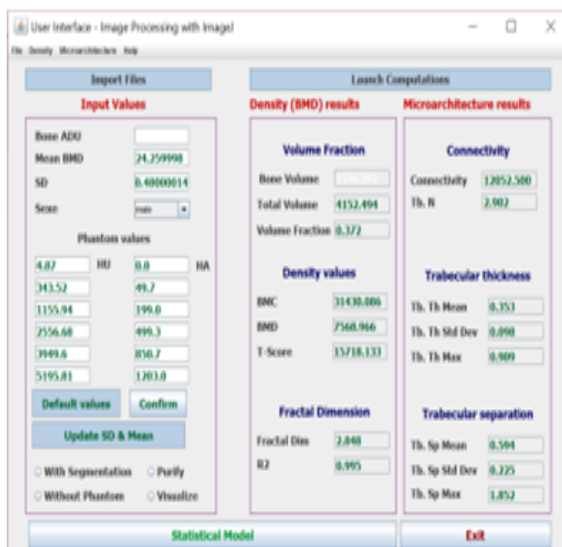 User Interface - Image Processing with ImageJ
File Density Microarchitecture Help
Import Files
Launch Computations
Input Values
Density (BMD) results
Microarchitecture results
Bone ADU
Mean BMD 24.259998
SD 0.48000014
Sexe male
Phantom values
4.87 HU 0.0 HA
343.52 49.7
1155.94 199.0
2556.68 499.3
3949.6 850.7
5195.81 1203.0
Default values Confirm
Update SD & Mean
With Segmentation Purify
Without Phantom Visualize
Volume Fraction
Bone Volume
Total Volume 4152.494
Volume Fraction 0.372
Density values
BMC 31430.086
BMD 7568.966
T-Score 15718.133
Fractal Dimension
Fractal Dim 2.848
R2 0.995
Connectivity
Connectivity 12052.500
Tb. N 2.902
Trabecular thickness
Tb. Th Mean 0.353
Tb. Th Std Dev 0.098
Tb. Th Max 0.909
Trabecular separation
Tb. Sp Mean 0.594
Tb. Sp Std Dev 0.225
Tb. Sp Max 1.852
Statistical Model
Exit